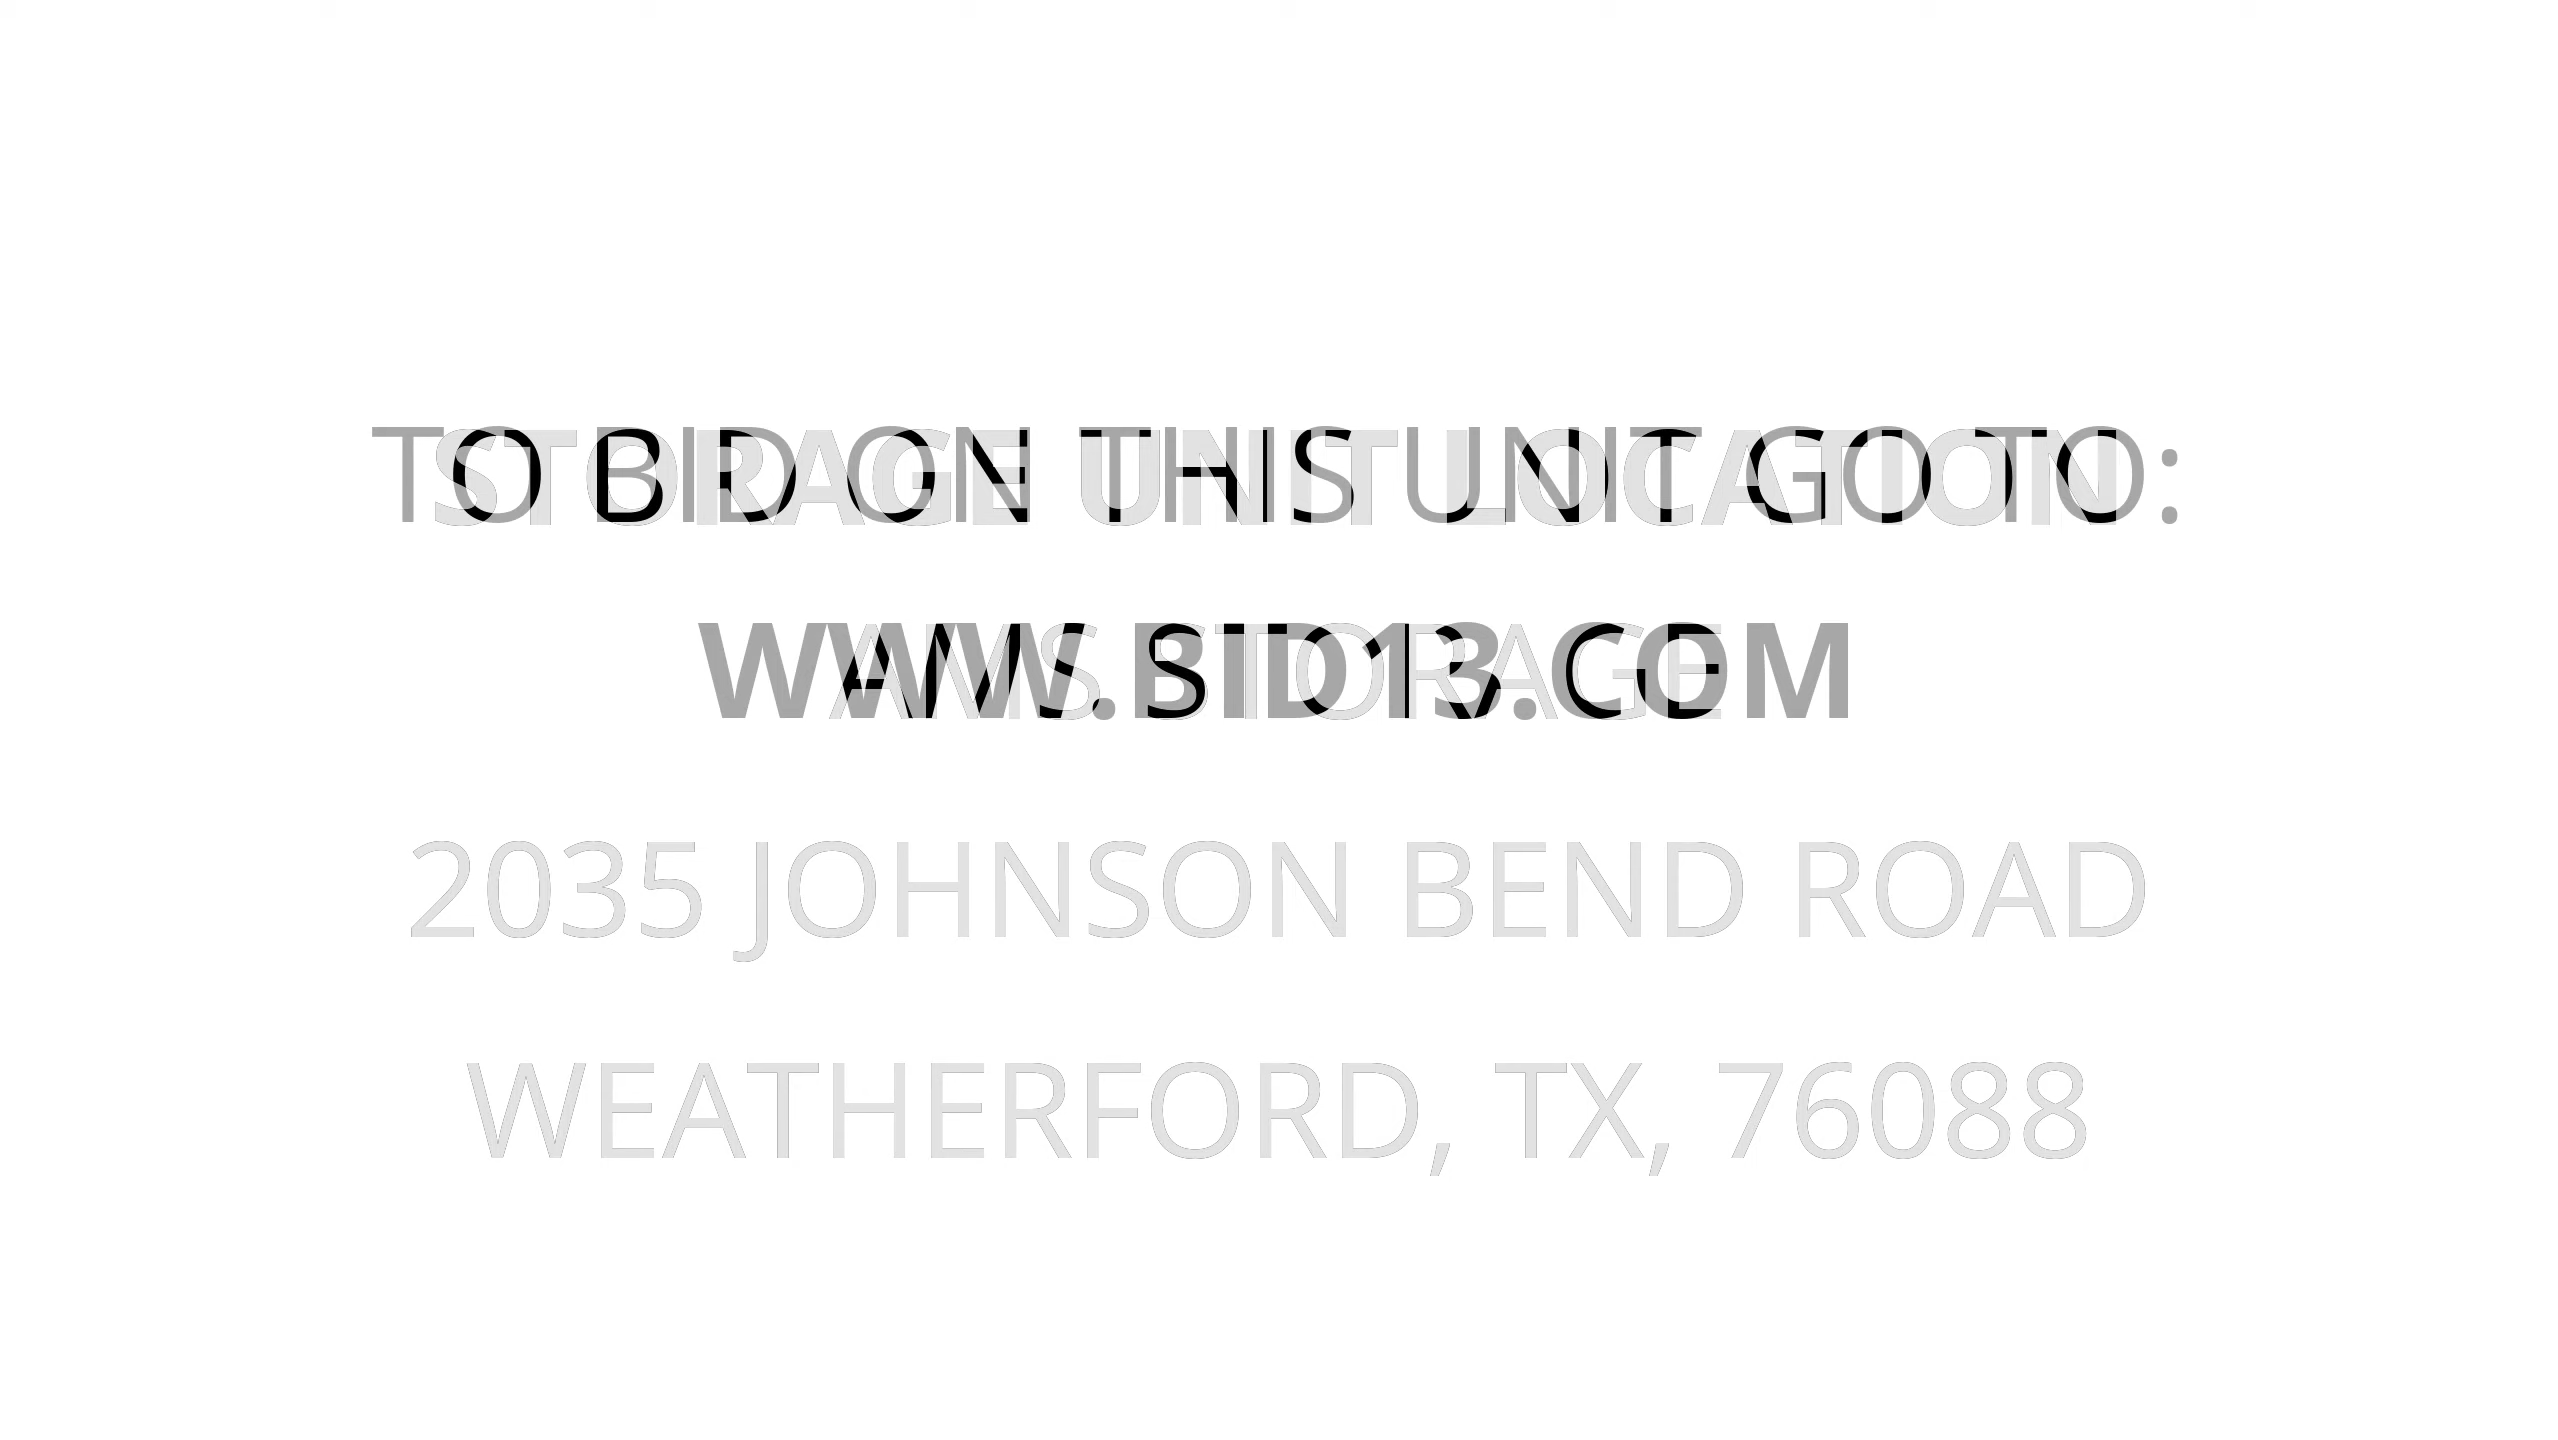 TO BID ON THIS UNIT GO TO:
STORAGE UNIT LOCATION
WWW.BID13.COM
STORAGE
2035 JOHNSON BEND ROAD
WEATHERFORD, TX, 76088